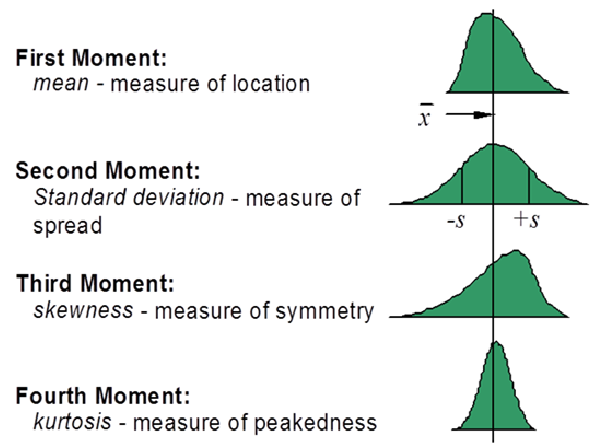 First Moment:
mean - measure of location
x̄
Second Moment:
Standard deviation - measure of
spread
-s
+s
Third Moment:
skewness - measure of symmetry
Fourth Moment:
kurtosis - measure of peakedness